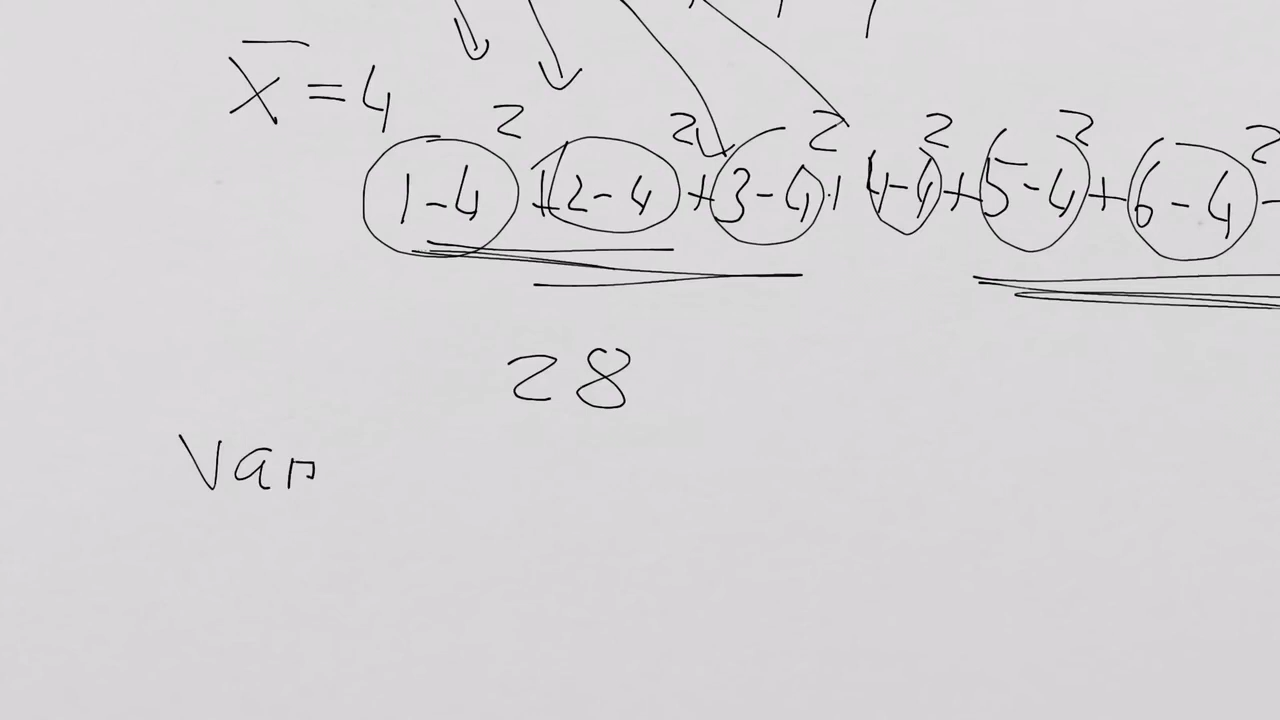 X̄ = 4
(1-4)² + (2-4)² + (3-4)² + (4-4)² + (5-4)² + (6-4)² -
28
Var